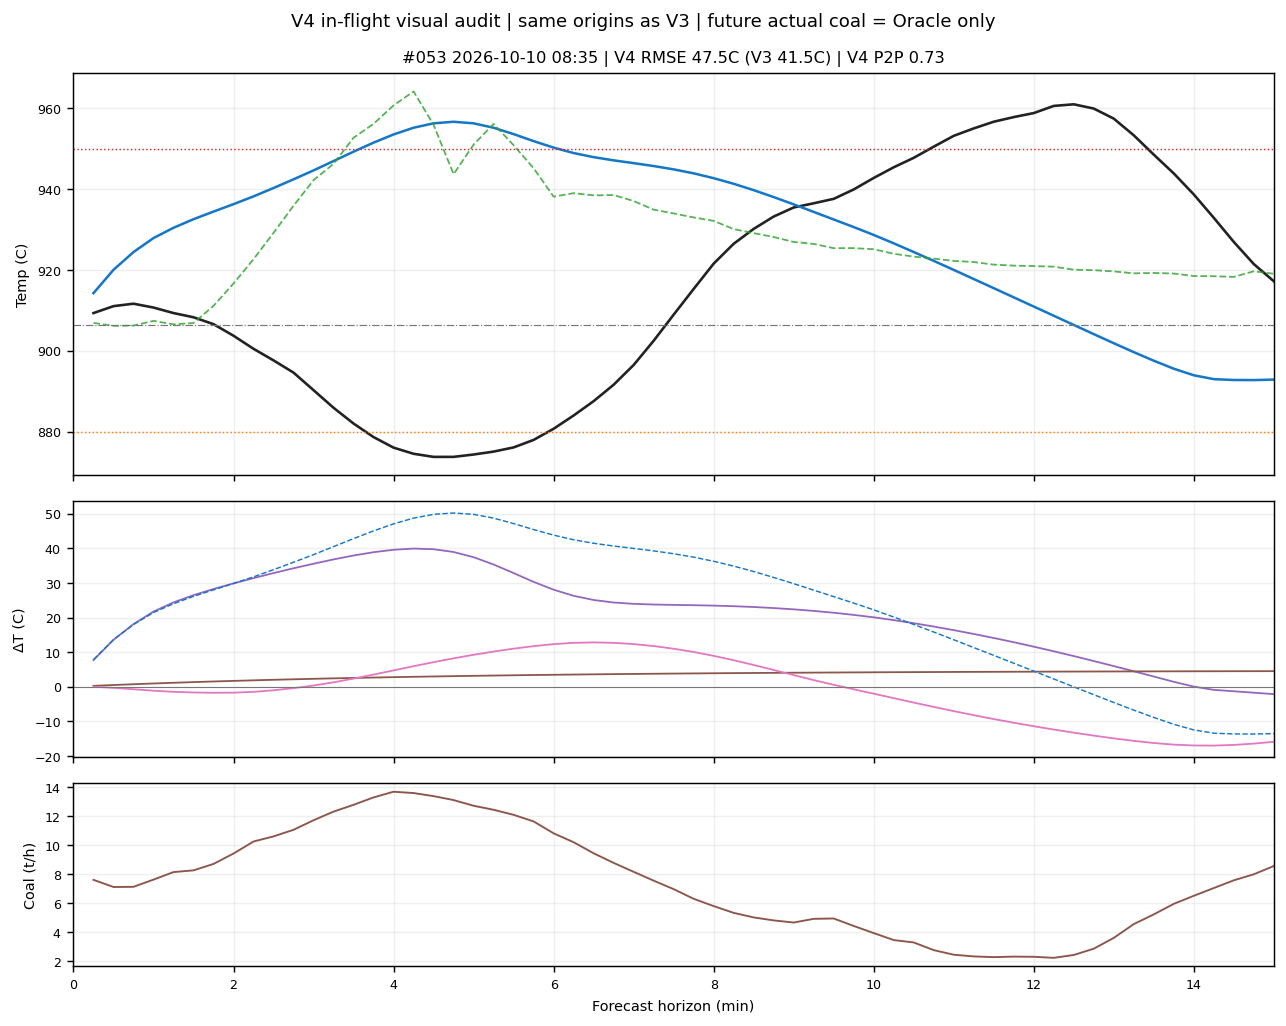 V4 in-flight visual audit | same origins as V3 | future actual coal = Oracle only
#053 2026-10-10 08:35 | V4 RMSE 47.5C (V3 41.5C) | V4 P2P 0.73
960
940
920
900
880
Temp (C)
50
40
30
20
10
0
−10
−20
ΔT (C)
14
12
10
8
6
4
2
Coal (t/h)
0 2 4 6 8 10 12 14
Forecast horizon (min)